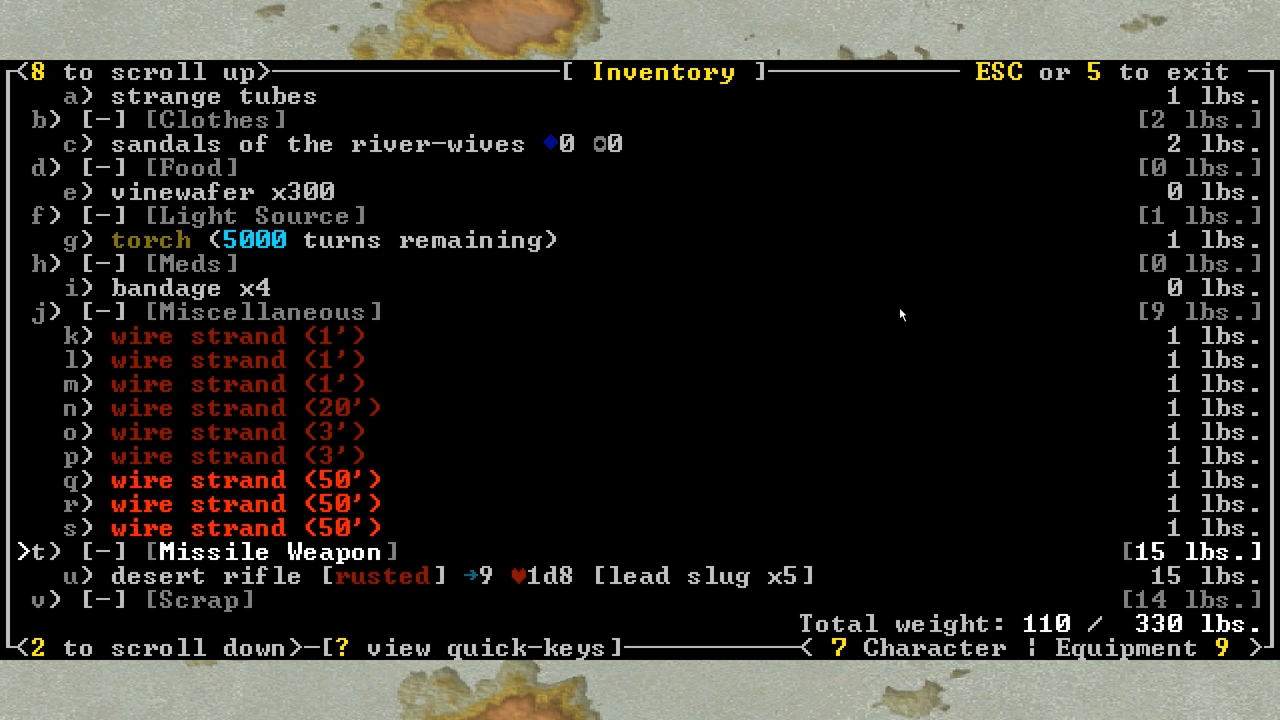 <8 to scroll up> [ Inventory ] ESC or 5 to exit
a) strange tubes 1 lbs.
b) [-] [Clothes] [2 lbs.]
c) sandals of the river-wives ◆0 ○0 2 lbs.
d) [-] [Food] [0 lbs.]
e) vinewafer x300 0 lbs.
f) [-] [Light Source] [1 lbs.]
g) torch (5000 turns remaining) 1 lbs.
h) [-] [Meds] [0 lbs.]
i) bandage x4 0 lbs.
j) [-] [Miscellaneous] [9 lbs.]
k) wire strand (1') 1 lbs.
l) wire strand (1') 1 lbs.
m) wire strand (1') 1 lbs.
n) wire strand (20') 1 lbs.
o) wire strand (3') 1 lbs.
p) wire strand (3') 1 lbs.
q) wire strand (50') 1 lbs.
r) wire strand (50') 1 lbs.
s) wire strand (50') 1 lbs.
>t) [-] [Missile Weapon] [15 lbs.]
u) desert rifle [rusted] →9 ♥1d8 [lead slug x5] 15 lbs.
v) [-] [Scrap] [14 lbs.]
Total weight: 110 / 330 lbs.
<2 to scroll down> [? view quick-keys] < 7 Character | Equipment 9 >